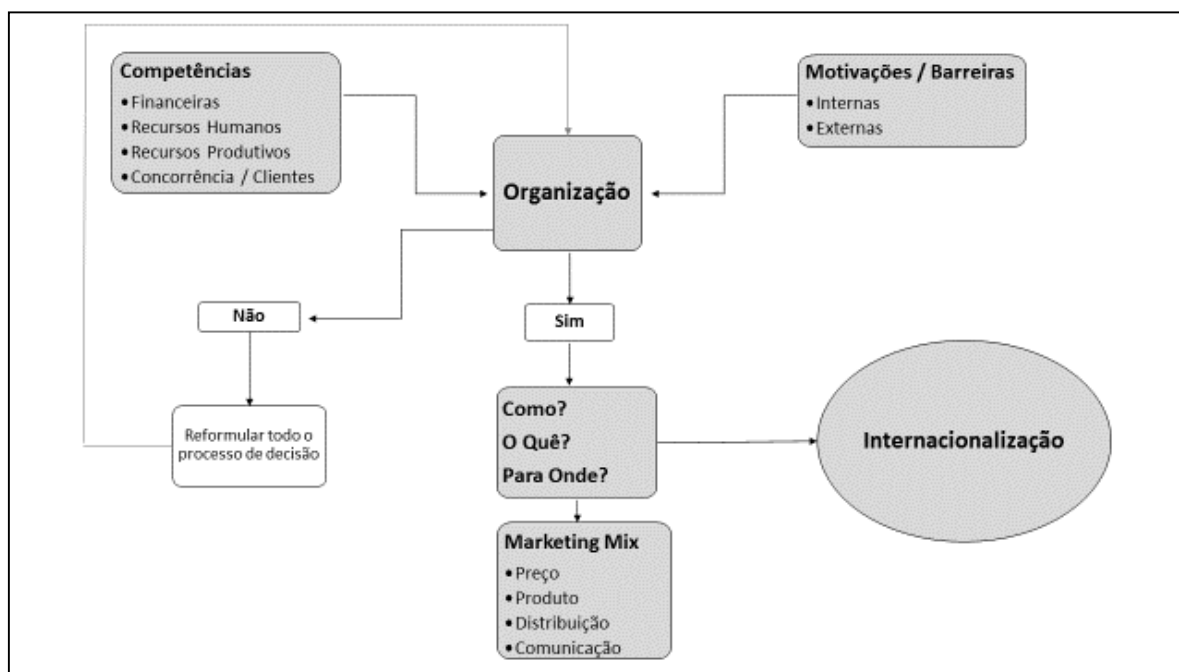 Competências
• Financeiras
• Recursos Humanos
• Recursos Produtivos
• Concorrência / Clientes
Motivações / Barreiras
• Internas
• Externas
Organização
Não
Sim
Reformular todo o
processo de decisão
Como?
O Quê?
Para Onde?
Internacionalização
Marketing Mix
• Preço
• Produto
• Distribuição
• Comunicação